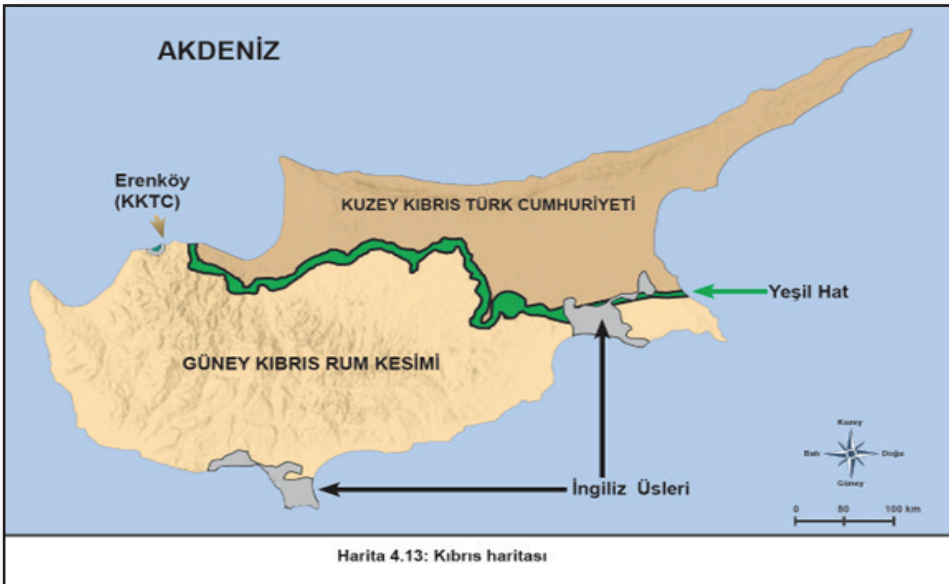 AKDENİZ
Erenköy
(KKTC)
KUZEY KIBRIS TÜRK CUMHURİYETİ
Yeşil Hat
GÜNEY KIBRIS RUM KESİMİ
İngiliz Üsleri
Kuzey
Batı
Doğu
Güney
0 50 100 km
Harita 4.13: Kıbrıs haritası